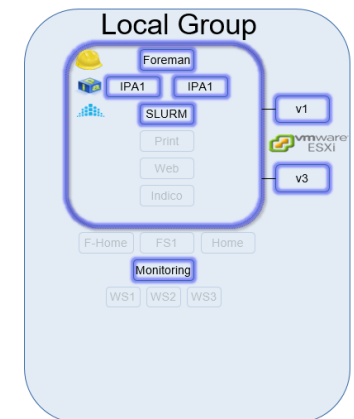 Local Group
Foreman
IPA1 IPA1
SLURM
v1
Print
vmware ESXi
Web
v3
Indico
F-Home FS1 Home
Monitoring
WS1 WS2 WS3